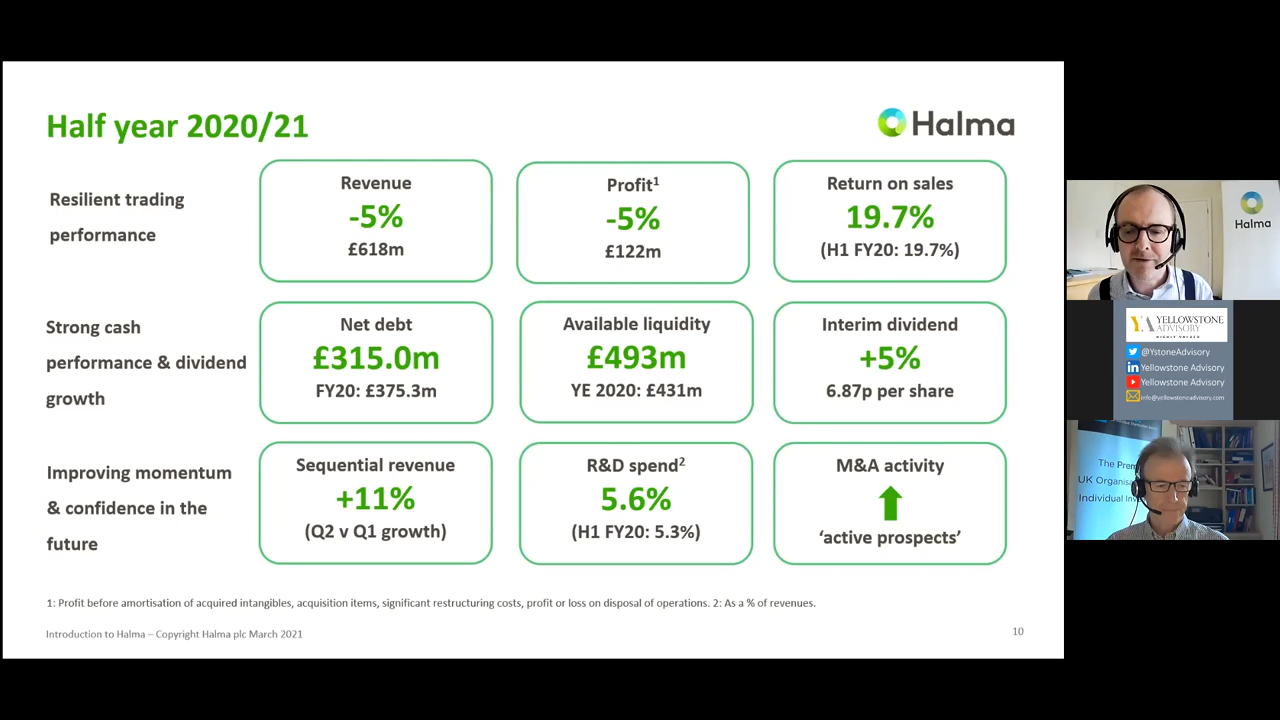 Half year 2020/21
Halma
Resilient trading
performance
Revenue
-5%
£618m
Profit1
-5%
£122m
Return on sales
19.7%
(H1 FY20: 19.7%)
Strong cash
performance & dividend
growth
Net debt
£315.0m
FY20: £375.3m
Available liquidity
£493m
YE 2020: £431m
Interim dividend
+5%
6.87p per share
Improving momentum
& confidence in the
future
Sequential revenue
+11%
(Q2 v Q1 growth)
R&D spend2
5.6%
(H1 FY20: 5.3%)
M&A activity
‘active prospects’
1: Profit before amortisation of acquired intangibles, acquisition items, significant restructuring costs, profit or loss on disposal of operations. 2: As a % of revenues.
Introduction to Halma – Copyright Halma plc March 2021
10
Halma
YA YELLOWSTONE
ADVISORY
HIGHLY VALUED
@YstoneAdvisory
Yellowstone Advisory
Yellowstone Advisory
info@yellowstoneadvisory.com
The Prem
UK Organisa
Individual Inv